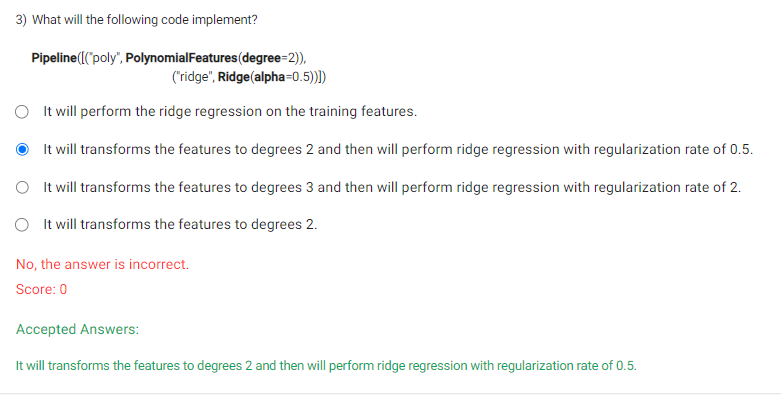 3) What will the following code implement?
Pipeline([("poly", PolynomialFeatures(degree=2)),
("ridge", Ridge(alpha=0.5))])
It will perform the ridge regression on the training features.
It will transforms the features to degrees 2 and then will perform ridge regression with regularization rate of 0.5.
It will transforms the features to degrees 3 and then will perform ridge regression with regularization rate of 2.
It will transforms the features to degrees 2.
No, the answer is incorrect.
Score: 0
Accepted Answers:
It will transforms the features to degrees 2 and then will perform ridge regression with regularization rate of 0.5.